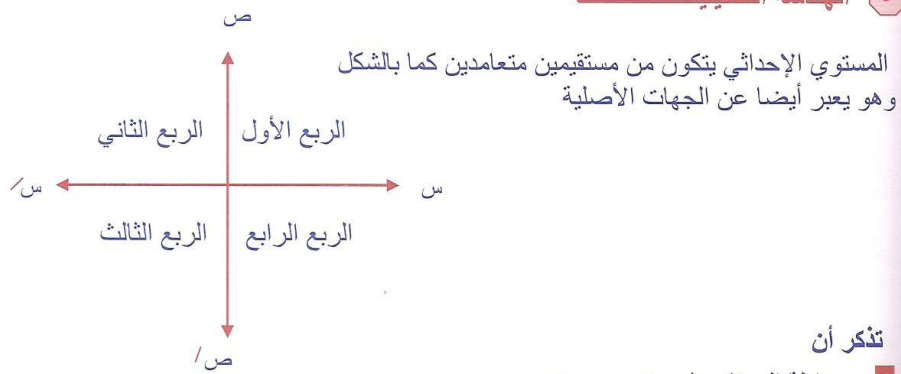 ص
المستوي الإحداثي يتكون من مستقيمين متعامدين كما بالشكل
وهو يعبر أيضا عن الجهات الأصلية
الربع الأول
الربع الثاني
س
س/
الربع الرابع
الربع الثالث
ص/
تذكر أن